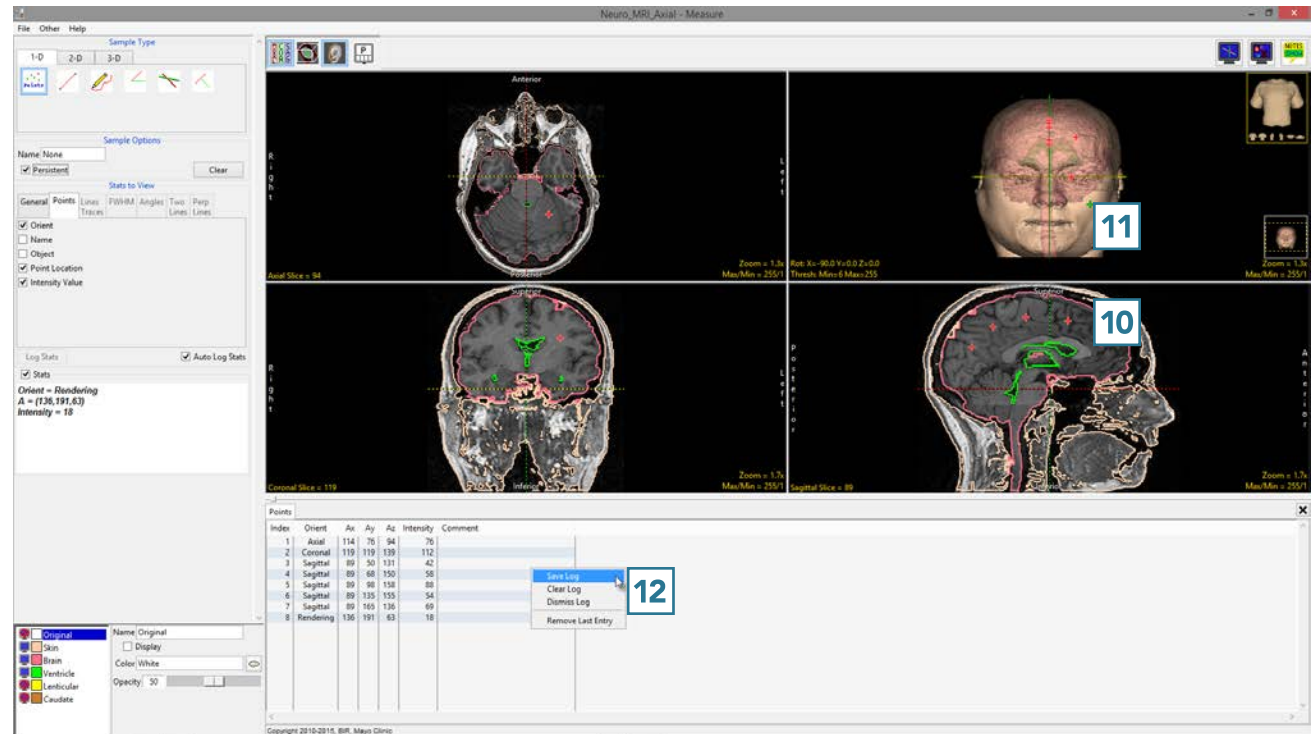 Neuro_MRI_Axial - Measure
File Other Help
Sample Type
1-D 2-D 3-D
Points
Sample Options
Name None
Persistent Clear
Stats to View
General Points Lines Traces FWHM Angles Two Lines Perp Lines
Orient
Name
Object
Point Location
Intensity Value
Log Stats Auto Log Stats
Stats
Orient = Rendering
A = (136,191,63)
Intensity = 18
Original
Skin
Brain
Ventricle
Lenticular
Caudate
Name Original
Display
Color White
Opacity 50
P
NOTES
Anterior
Right
Left
Axial Slice = 94
Posterior
Zoom = 1.3x
Max/Min = 255/1
11
Rot: X=-90.0 Y=0.0 Z=0.0
Thresh: Min=6 Max=255
Zoom = 1.3x
Max/Min = 255/1
Superior
Right
Left
Coronal Slice = 119
Inferior
Zoom = 1.7x
Max/Min = 255/1
Superior
10
Posterior
Anterior
Sagittal Slice = 89
Zoom = 1.7x
Max/Min = 255/1
Points
Index Orient Ax Ay Az Intensity Comment
1 Axial 114 76 94 76
2 Coronal 119 119 139 112
3 Sagittal 89 50 131 42
4 Sagittal 89 68 150 58
5 Sagittal 89 98 158 88
6 Sagittal 89 135 155 54
7 Sagittal 89 165 136 69
8 Rendering 136 191 63 18
Save Log
Clear Log
Dismiss Log
Remove Last Entry
12
Copyright 2010-2015, BIR, Mayo Clinic